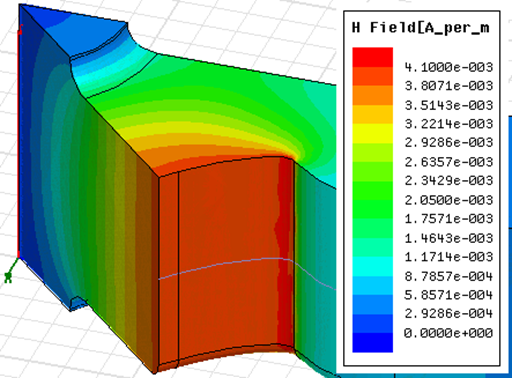 H Field[A_per_m
4.1000e-003
3.8071e-003
3.5143e-003
3.2214e-003
2.9286e-003
2.6357e-003
2.3429e-003
2.0500e-003
1.7571e-003
1.4643e-003
1.1714e-003
8.7857e-004
5.8571e-004
2.9286e-004
0.0000e+000